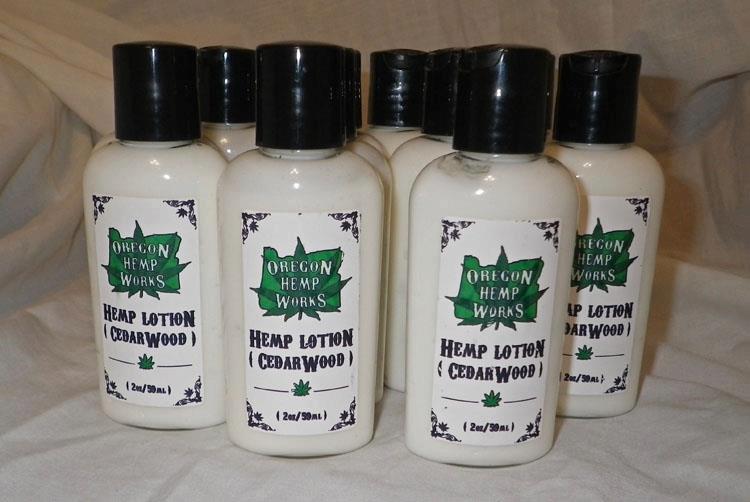 OREGON
HEMP
WORKS
HEMP LOTION
( CEDARWOOD )
( 2oz/59mL )
OREGON
HEMP
WORKS
HEMP LOTION
( CEDARWOOD )
( 2oz/59mL )
OREGON
HEMP
WORKS
HEMP LOTION
( CEDARWOOD )
( 2oz/59mL )
OREGON
HEMP
WORKS
LOTION
( 2oz/59mL )